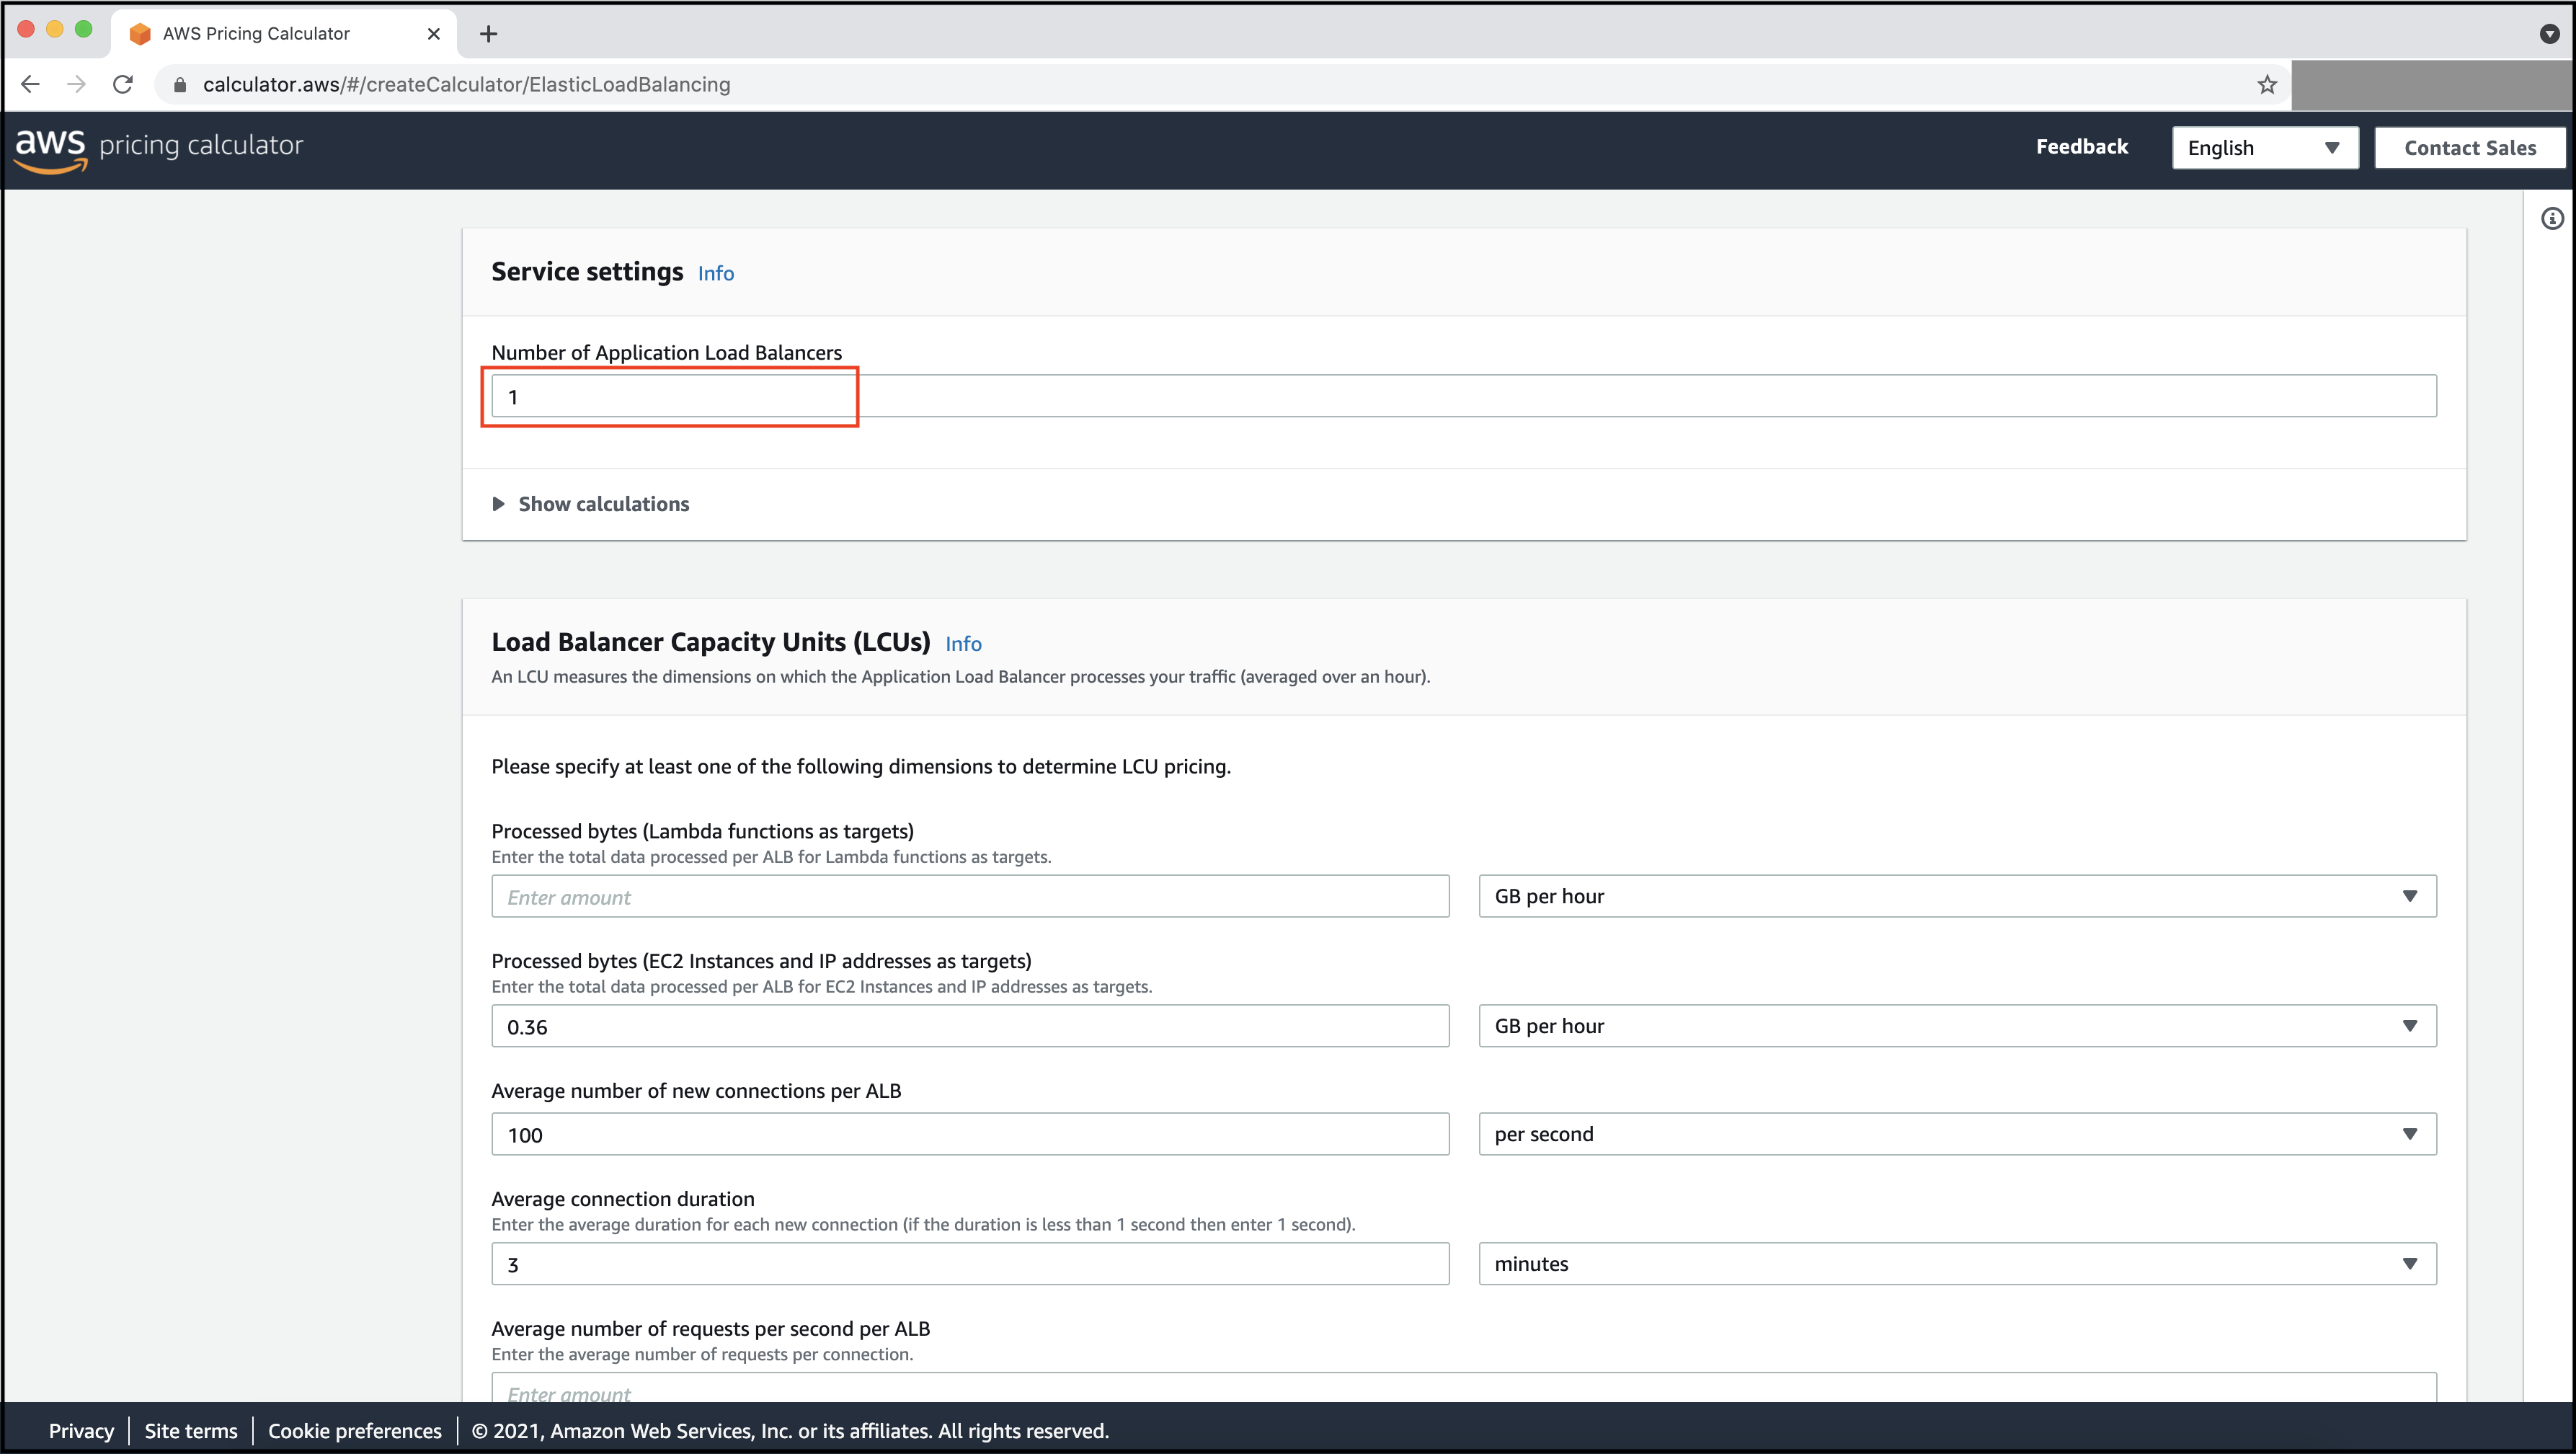 AWS Pricing Calculator
calculator.aws/#/createCalculator/ElasticLoadBalancing
aws pricing calculator
Feedback
English
Contact Sales
Service settings Info
Number of Application Load Balancers
1
Show calculations
Load Balancer Capacity Units (LCUs) Info
An LCU measures the dimensions on which the Application Load Balancer processes your traffic (averaged over an hour).
Please specify at least one of the following dimensions to determine LCU pricing.
Processed bytes (Lambda functions as targets)
Enter the total data processed per ALB for Lambda functions as targets.
Enter amount
GB per hour
Processed bytes (EC2 Instances and IP addresses as targets)
Enter the total data processed per ALB for EC2 Instances and IP addresses as targets.
0.36
GB per hour
Average number of new connections per ALB
100
per second
Average connection duration
Enter the average duration for each new connection (if the duration is less than 1 second then enter 1 second).
3
minutes
Average number of requests per second per ALB
Enter the average number of requests per connection.
Enter amount
Privacy
Site terms
Cookie preferences
© 2021, Amazon Web Services, Inc. or its affiliates. All rights reserved.